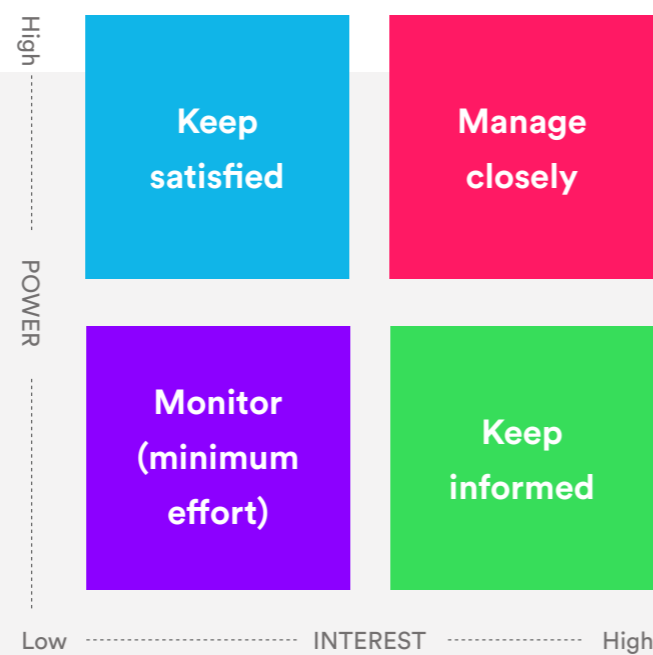 High
Keep
satisfied
Manage
closely
POWER
Monitor
(minimum
effort)
Keep
informed
Low
INTEREST
High